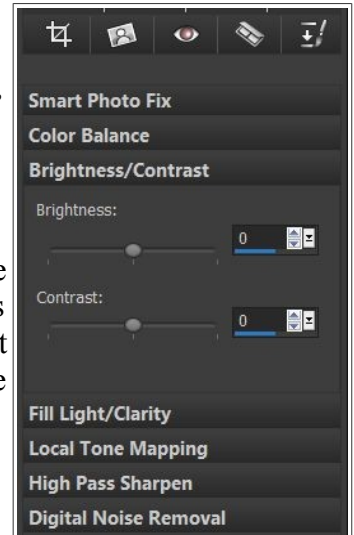 Smart Photo Fix
Color Balance
Brightness/Contrast
Brightness:
0
Contrast:
0
Fill Light/Clarity
Local Tone Mapping
High Pass Sharpen
Digital Noise Removal